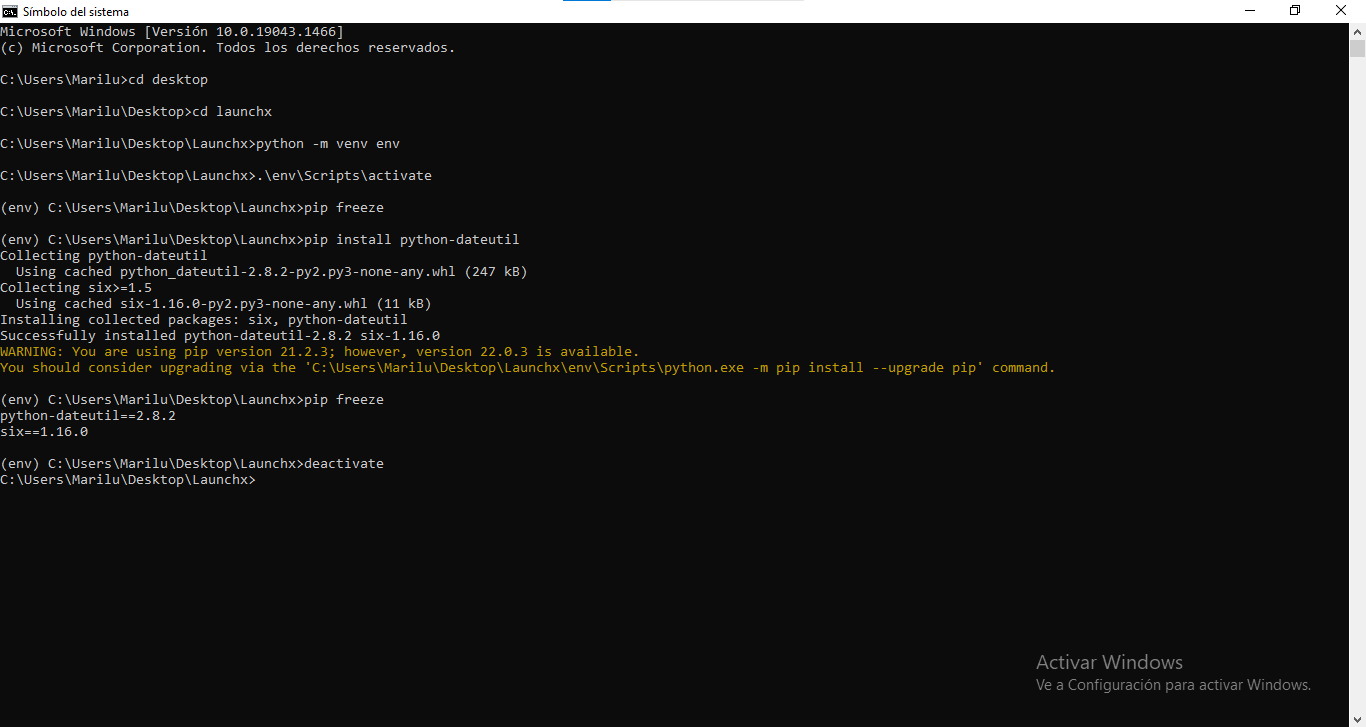 Símbolo del sistema
Microsoft Windows [Versión 10.0.19043.1466]
(c) Microsoft Corporation. Todos los derechos reservados.
C:\Users\Marilu>cd desktop
C:\Users\Marilu\Desktop>cd launchx
C:\Users\Marilu\Desktop\Launchx>python -m venv env
C:\Users\Marilu\Desktop\Launchx>.\env\Scripts\activate
(env) C:\Users\Marilu\Desktop\Launchx>pip freeze
(env) C:\Users\Marilu\Desktop\Launchx>pip install python-dateutil
Collecting python-dateutil
  Using cached python_dateutil-2.8.2-py2.py3-none-any.whl (247 kB)
Collecting six>=1.5
  Using cached six-1.16.0-py2.py3-none-any.whl (11 kB)
Installing collected packages: six, python-dateutil
Successfully installed python-dateutil-2.8.2 six-1.16.0
WARNING: You are using pip version 21.2.3; however, version 22.0.3 is available.
You should consider upgrading via the 'C:\Users\Marilu\Desktop\Launchx\env\Scripts\python.exe -m pip install --upgrade pip' command.
(env) C:\Users\Marilu\Desktop\Launchx>pip freeze
python-dateutil==2.8.2
six==1.16.0
(env) C:\Users\Marilu\Desktop\Launchx>deactivate
C:\Users\Marilu\Desktop\Launchx>
Activar Windows
Ve a Configuración para activar Windows.